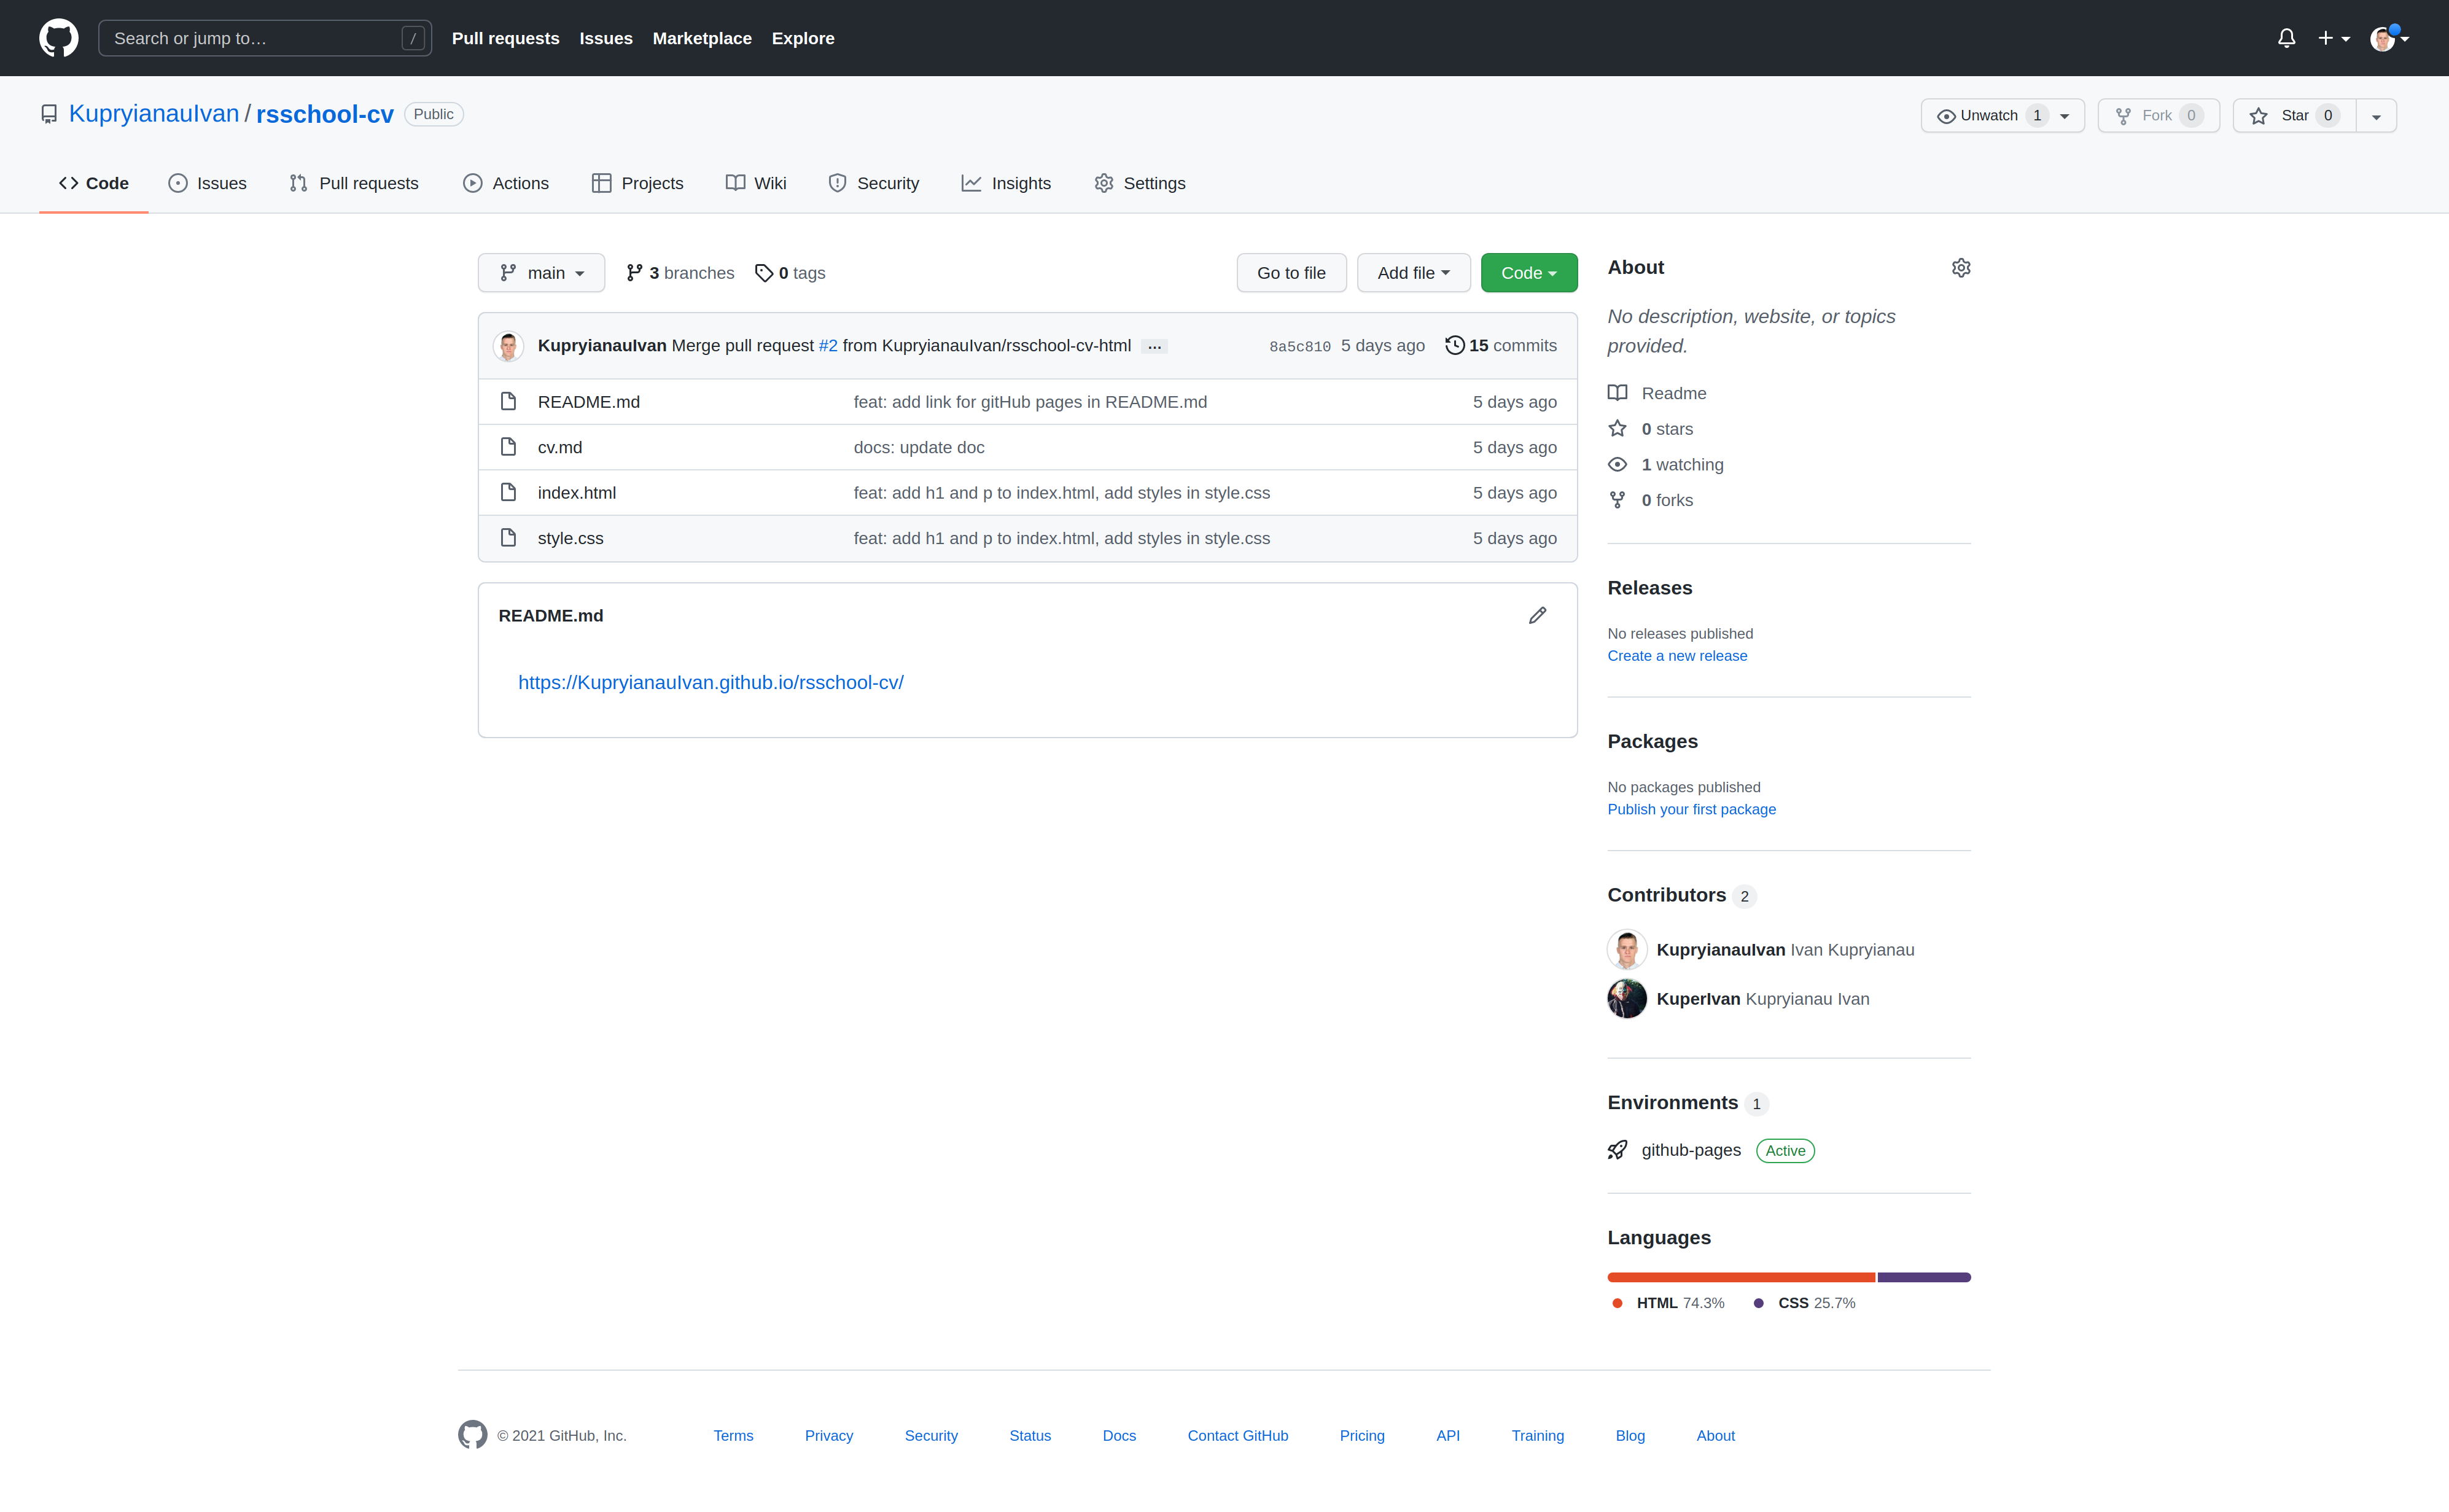 Search or jump to… / Pull requests Issues Marketplace Explore
KupryianauIvan / rsschool-cv Public Unwatch 1 Fork 0 Star 0
Code Issues Pull requests Actions Projects Wiki Security Insights Settings
main 3 branches 0 tags Go to file Add file Code
KupryianauIvan Merge pull request #2 from KupryianauIvan/rsschool-cv-html … 8a5c810 5 days ago 15 commits
README.md feat: add link for gitHub pages in README.md 5 days ago
cv.md docs: update doc 5 days ago
index.html feat: add h1 and p to index.html, add styles in style.css 5 days ago
style.css feat: add h1 and p to index.html, add styles in style.css 5 days ago
README.md
https://KupryianauIvan.github.io/rsschool-cv/
About
No description, website, or topics
provided.
Readme
0 stars
1 watching
0 forks
Releases
No releases published
Create a new release
Packages
No packages published
Publish your first package
Contributors 2
KupryianauIvan Ivan Kupryianau
KuperIvan Kupryianau Ivan
Environments 1
github-pages Active
Languages
HTML 74.3% CSS 25.7%
© 2021 GitHub, Inc. Terms Privacy Security Status Docs Contact GitHub Pricing API Training Blog About